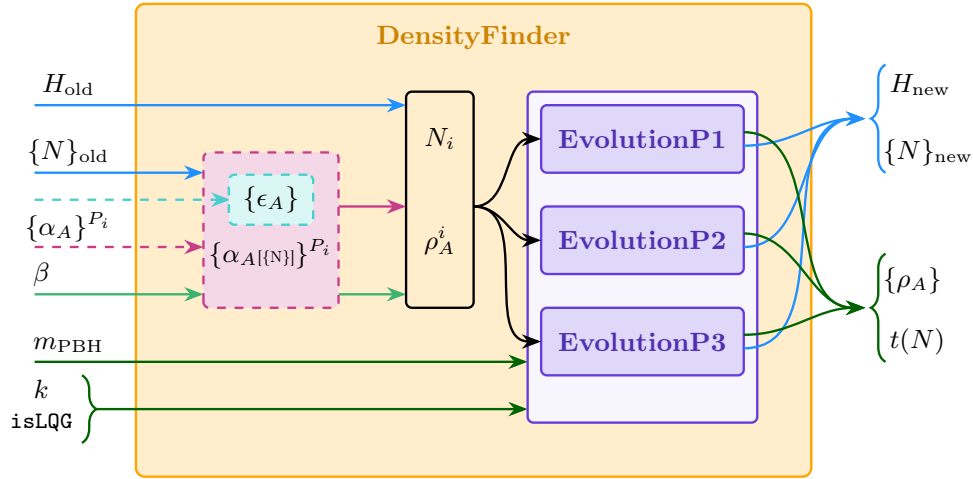 DensityFinder
H_old
{N}_old
{α_A}^{P_i}
β
m_PBH
k
isLQG
{ϵ_A}
{α_A[{N}]}^{P_i}
N_i
ρ_A^i
EvolutionP1
EvolutionP2
EvolutionP3
H_new
{N}_new
{ρ_A}
t(N)